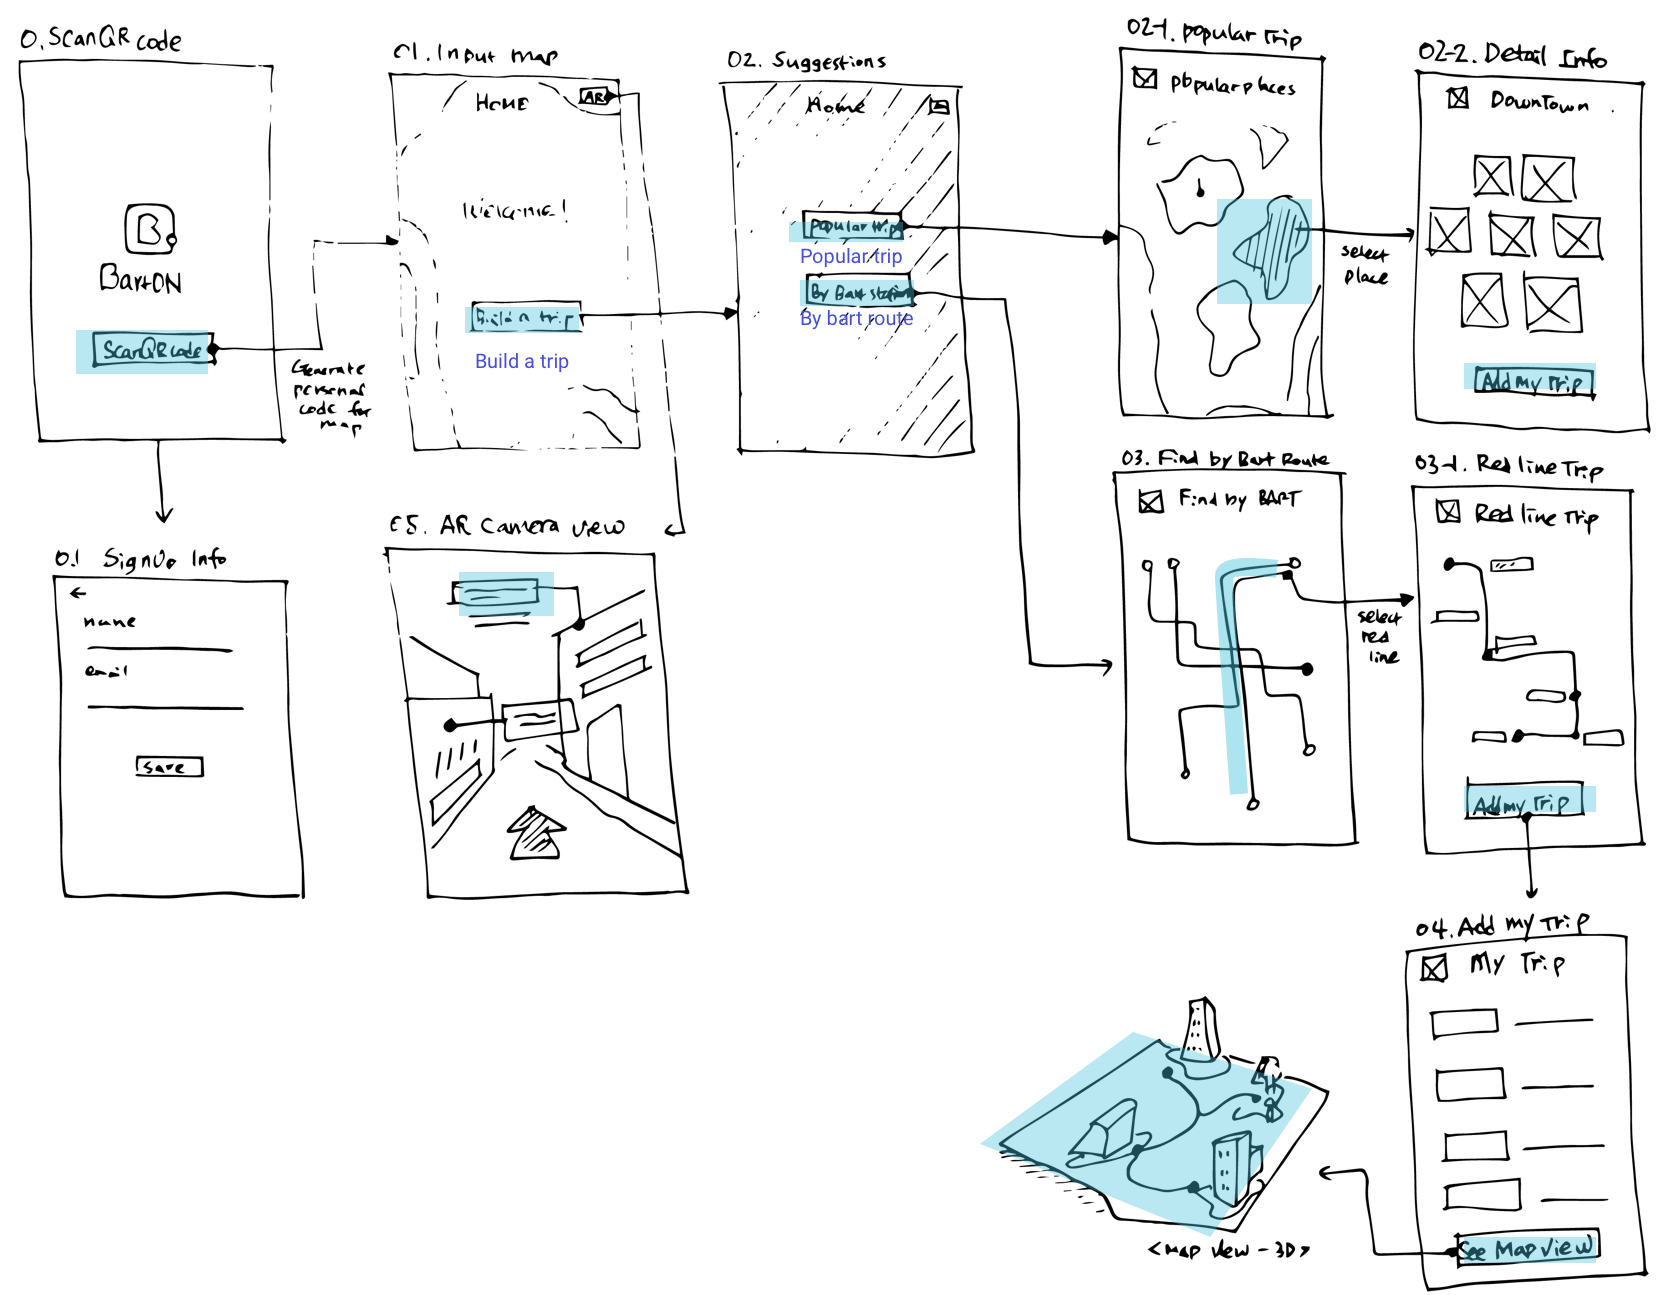 0. ScanQR code
B
BartON
ScanQRcode
Generate
personal
code for
map
01. Input map
HOME
AR
Welcome!
Build a trip
Build a trip
02. Suggestions
Home
Popular trip
Popular trip
By Bart station
By bart route
02-1. popular Trip
popular places
select
place
02-2. Detail Info
DownTown
Add my Trip
0.1 SignUp Info
←
name
email
save
05. AR Camera view
03. Find by Bart Route
Find by BART
select
red
line
03-1. Red line Trip
Red line Trip
Add my Trip
04. Add my Trip
My Trip
See Map view
<map view - 3D>